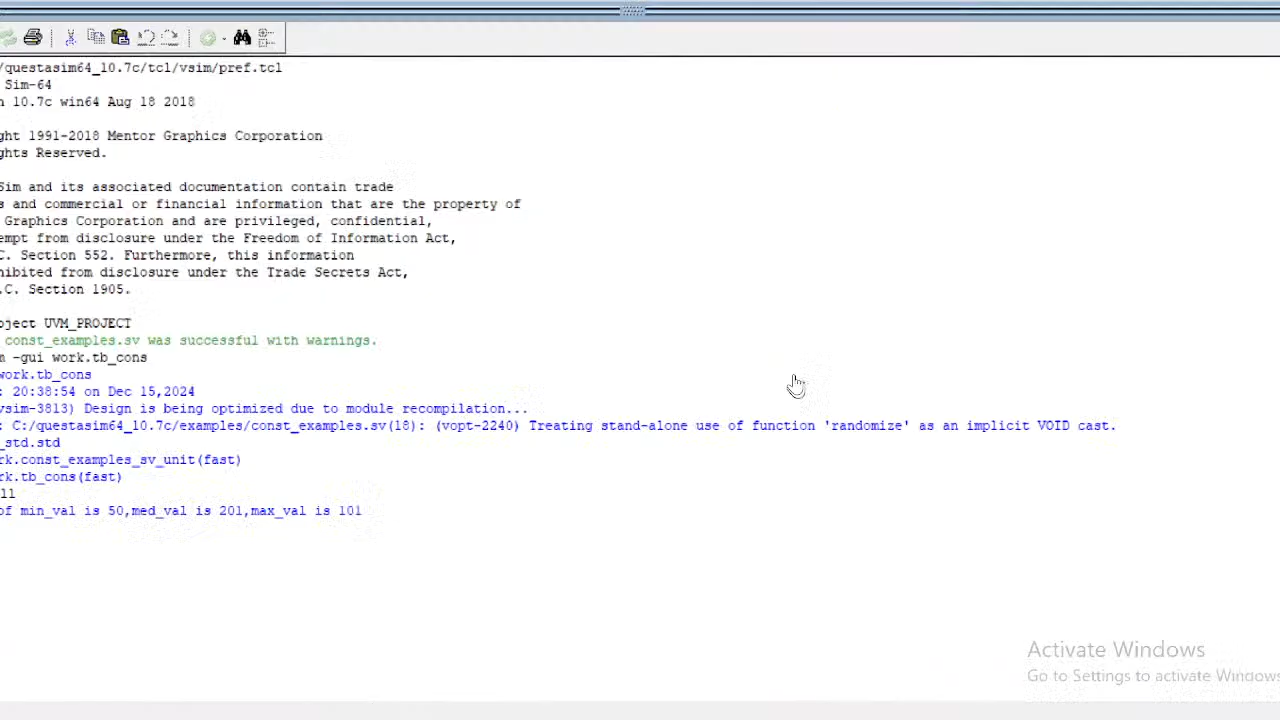 /questasim64_10.7c/tcl/vsim/pref.tcl
Sim-64
10.7c win64 Aug 18 2018
ght 1991-2018 Mentor Graphics Corporation
ghts Reserved.
Sim and its associated documentation contain trade
s and commercial or financial information that are the property of
Graphics Corporation and are privileged, confidential,
empt from disclosure under the Freedom of Information Act,
C. Section 552. Furthermore, this information
hibited from disclosure under the Trade Secrets Act,
.C. Section 1905.
oject UVM_PROJECT
const_examples.sv was successful with warnings.
m -gui work.tb_cons
work.tb_cons
: 20:38:54 on Dec 15,2024
vsim-3813) Design is being optimized due to module recompilation...
: C:/questasim64_10.7c/examples/const_examples.sv(18): (vopt-2240) Treating stand-alone use of function 'randomize' as an implicit VOID cast.
_std.std
rk.const_examples_sv_unit(fast)
rk.tb_cons(fast)
ll
of min_val is 50,med_val is 201,max_val is 101
Activate Windows
Go to Settings to activate Windows